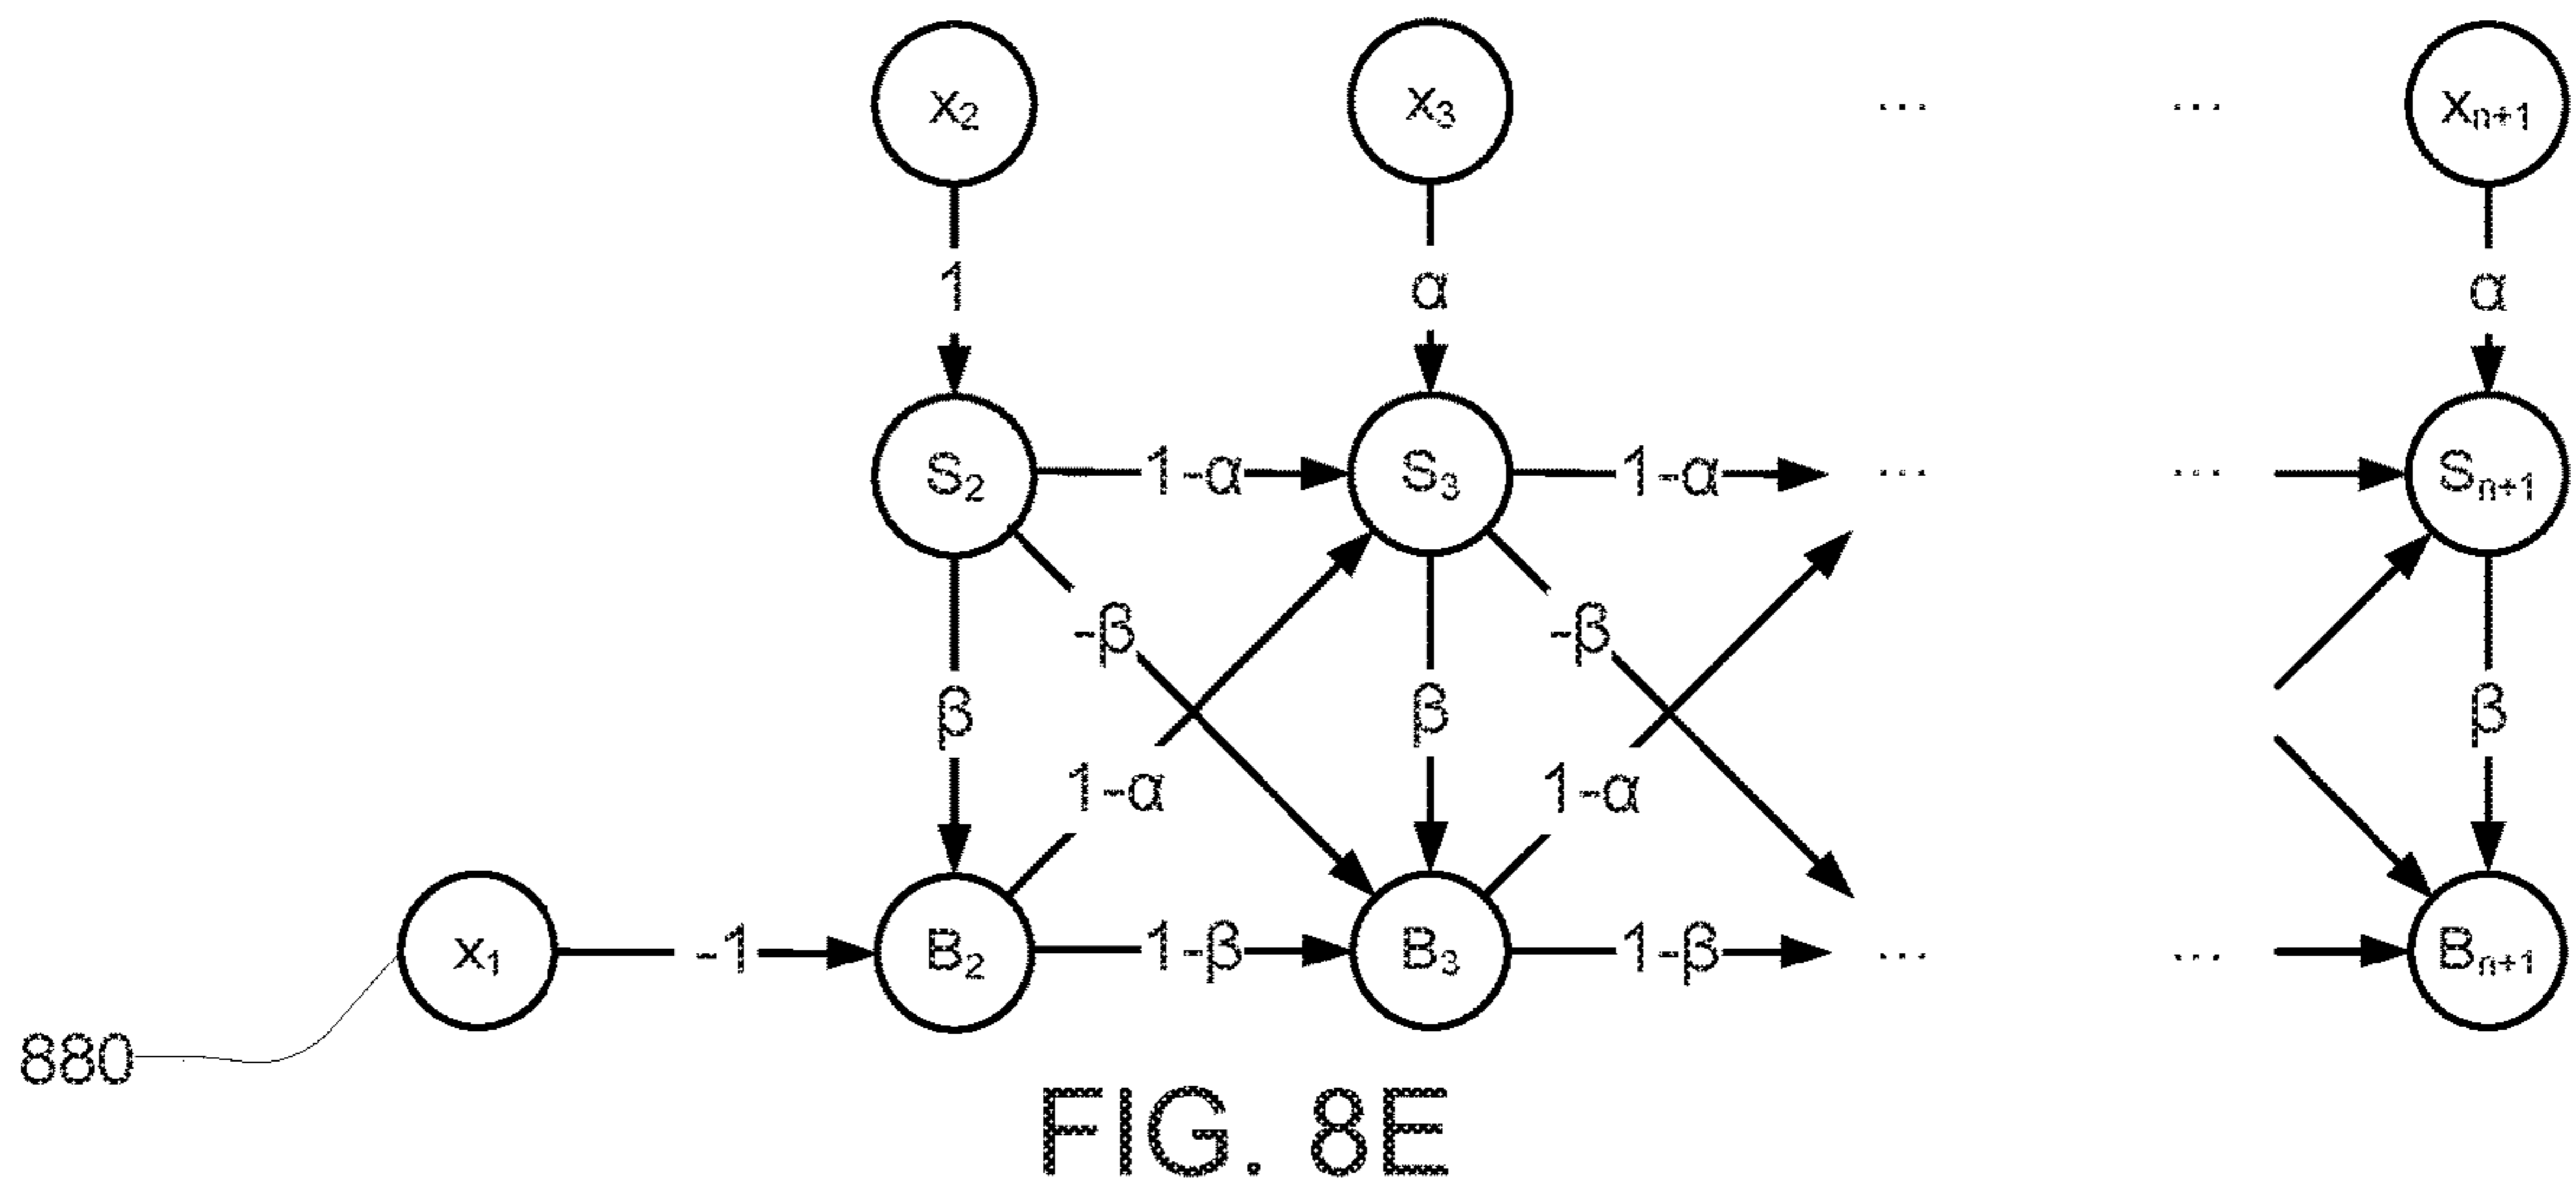 x₂ x₃ ... ... xₙ₊₁
1 α α
S₂ 1-α S₃ 1-α ... ... Sₙ₊₁
-β -β
β β β
1-α 1-α
x₁ -1 B₂ 1-β B₃ 1-β ... ... Bₙ₊₁
880
FIG. 8E